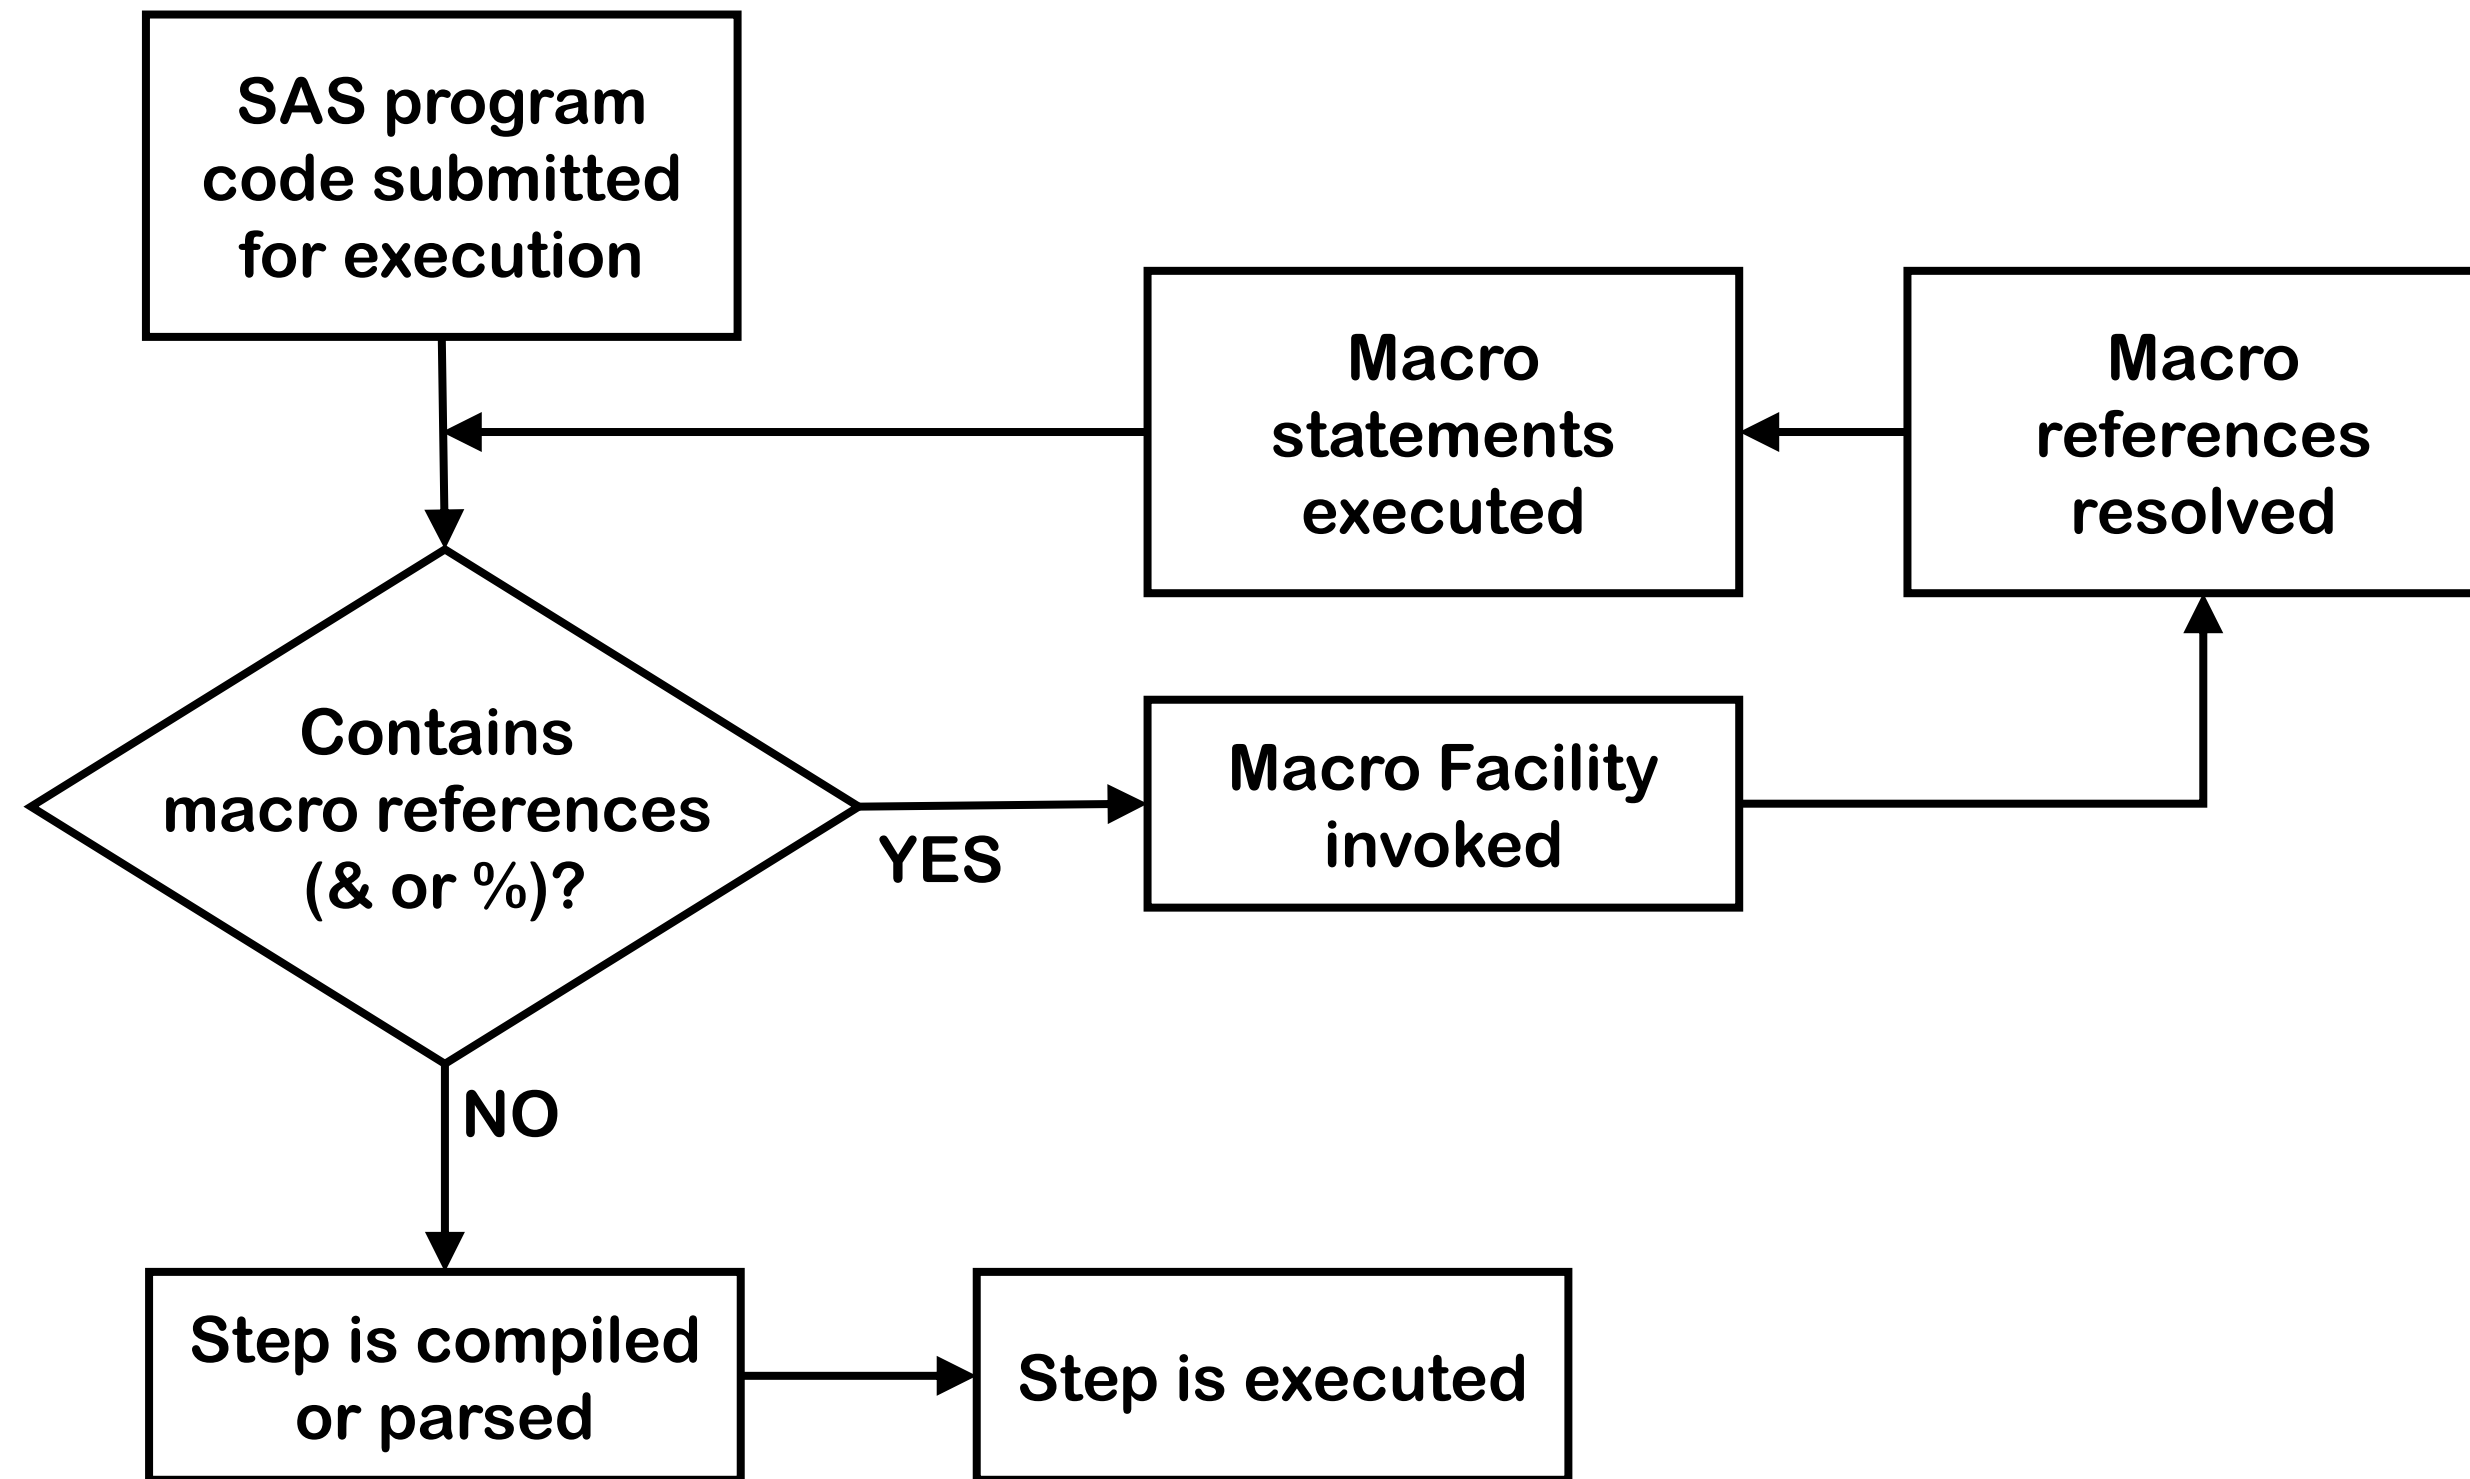 SAS program
code submitted
for execution
Macro
statements
executed
Macro
references
resolved
Contains
macro references
(& or %)?
YES
Macro Facility
invoked
NO
Step is compiled
or parsed
Step is executed